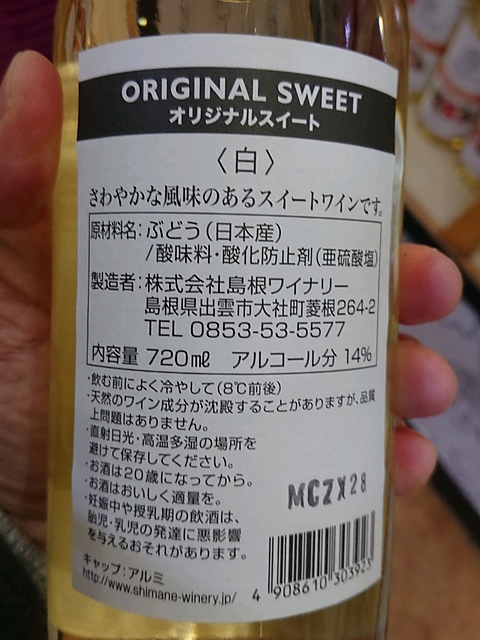 ORIGINAL SWEET
オリジナルスイート
〈白〉
さわやかな風味のあるスイートワインです。
原材料名:ぶどう(日本産)
/酸味料・酸化防止剤(亜硫酸塩)
製造者:株式会社島根ワイナリー
島根県出雲市大社町菱根264-2
TEL 0853-53-5577
内容量 720㎖ アルコール分 14%
・飲む前によく冷やして(8℃前後)
・天然のワイン成分が沈殿することがありますが、品質
上問題はありません。
・直射日光・高温多湿の場所を
避けて保存してください。
・お酒は20歳になってから。
・お酒はおいしく適量を。
・妊娠中や授乳期の飲酒は、
胎児・乳児の発達に悪影響
を与えるおそれがあります。
MCZX28
キャップ:アルミ
http://www.shimane-winery.jp/
4 908610 303923